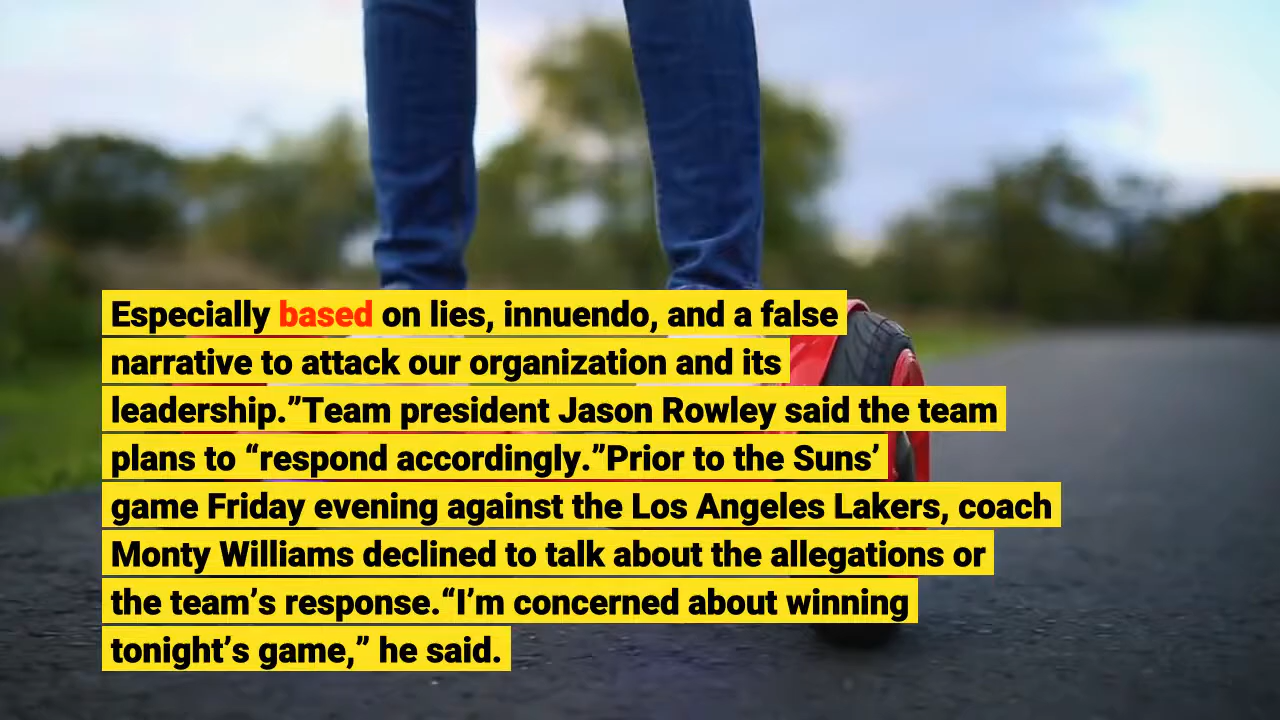 Especially based on lies, innuendo, and a false
narrative to attack our organization and its
leadership.”Team president Jason Rowley said the team
plans to “respond accordingly.”Prior to the Suns’
game Friday evening against the Los Angeles Lakers, coach
Monty Williams declined to talk about the allegations or
the team’s response.“I’m concerned about winning
tonight’s game,” he said.